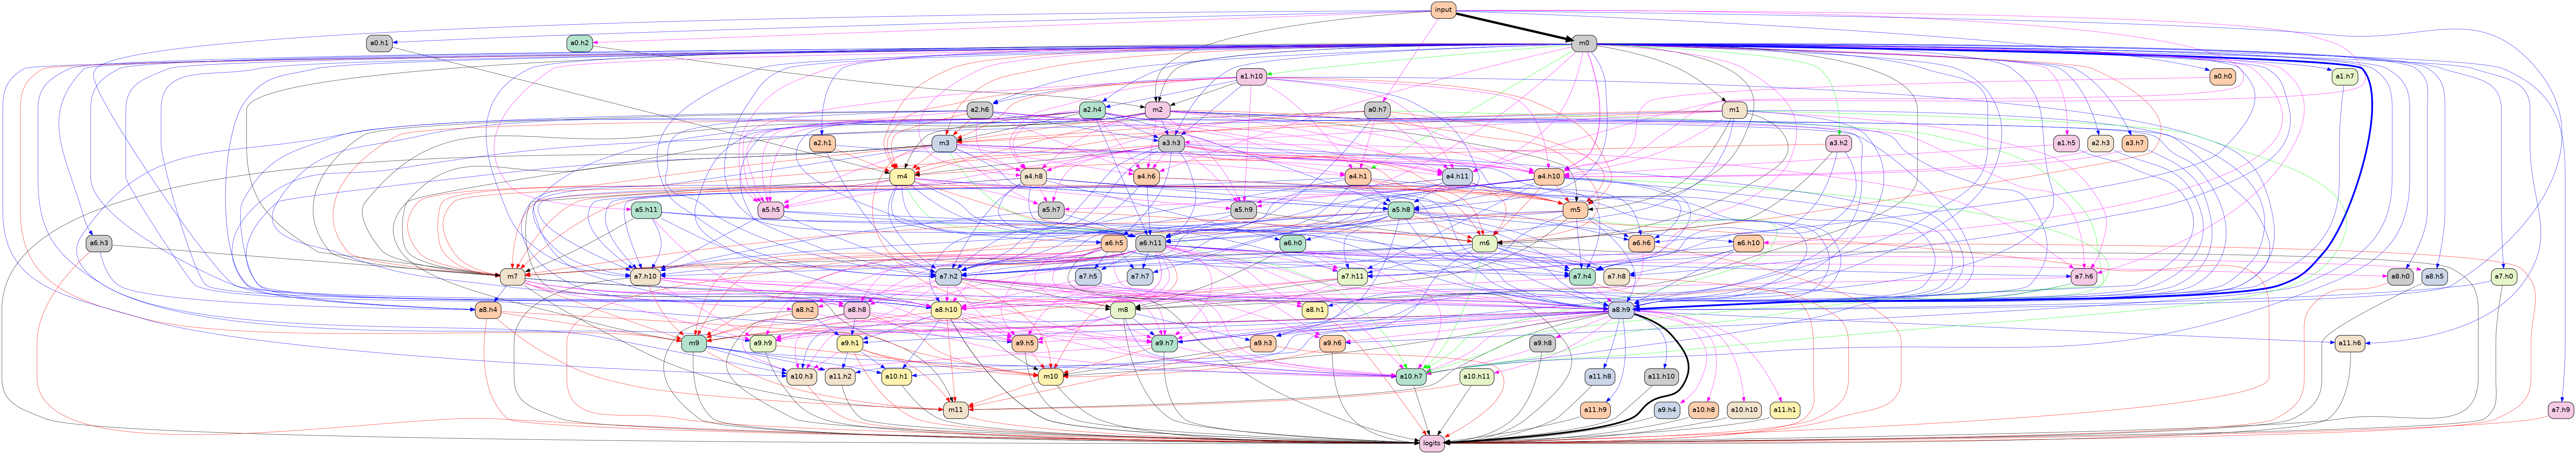 input
a0.h1 a0.h2 m0
a1.h10 a0.h0 a1.h7
a2.h6 a2.h4 m2 a0.h7 m1
a2.h1 m3 a3.h3 a3.h2 a1.h5 a2.h3 a3.h7
m4 a4.h8 a4.h6 a4.h1 a4.h11 a4.h10
a5.h11 a5.h5 a5.h7 a5.h9 a5.h8 m5
a6.h3 a6.h5 a6.h11 a6.h0 m6 a6.h6 a6.h10
m7 a7.h10 a7.h2 a7.h5 a7.h7 a7.h11 a7.h4 a7.h8 a7.h6 a8.h0 a8.h5 a7.h0
a8.h4 a8.h2 a8.h8 a8.h10 m8 a8.h1 a8.h9
m9 a9.h9 a9.h1 a9.h5 a9.h7 a9.h3 a9.h6 a9.h8 a11.h6
a10.h3 a11.h2 a10.h1 m10 a10.h7 a10.h11 a11.h8 a11.h10
m11 a11.h9 a9.h4 a10.h8 a10.h10 a11.h1 a7.h9
logits